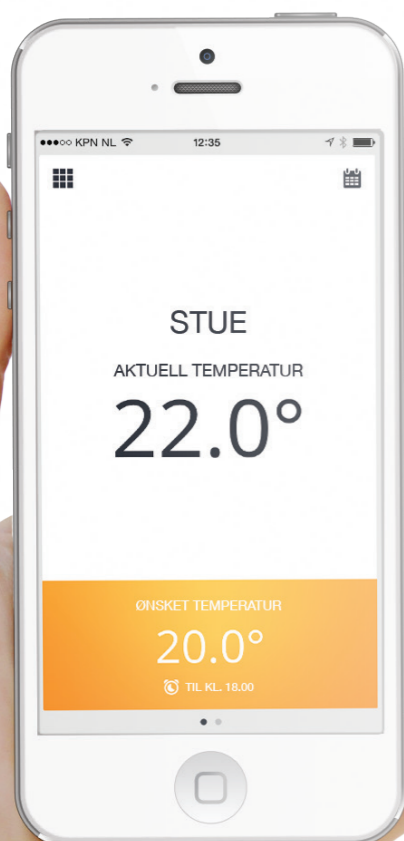 KPN NL 12:35
STUE
AKTUELL TEMPERATUR
22.0°
ØNSKET TEMPERATUR
20.0°
TIL KL. 18.00